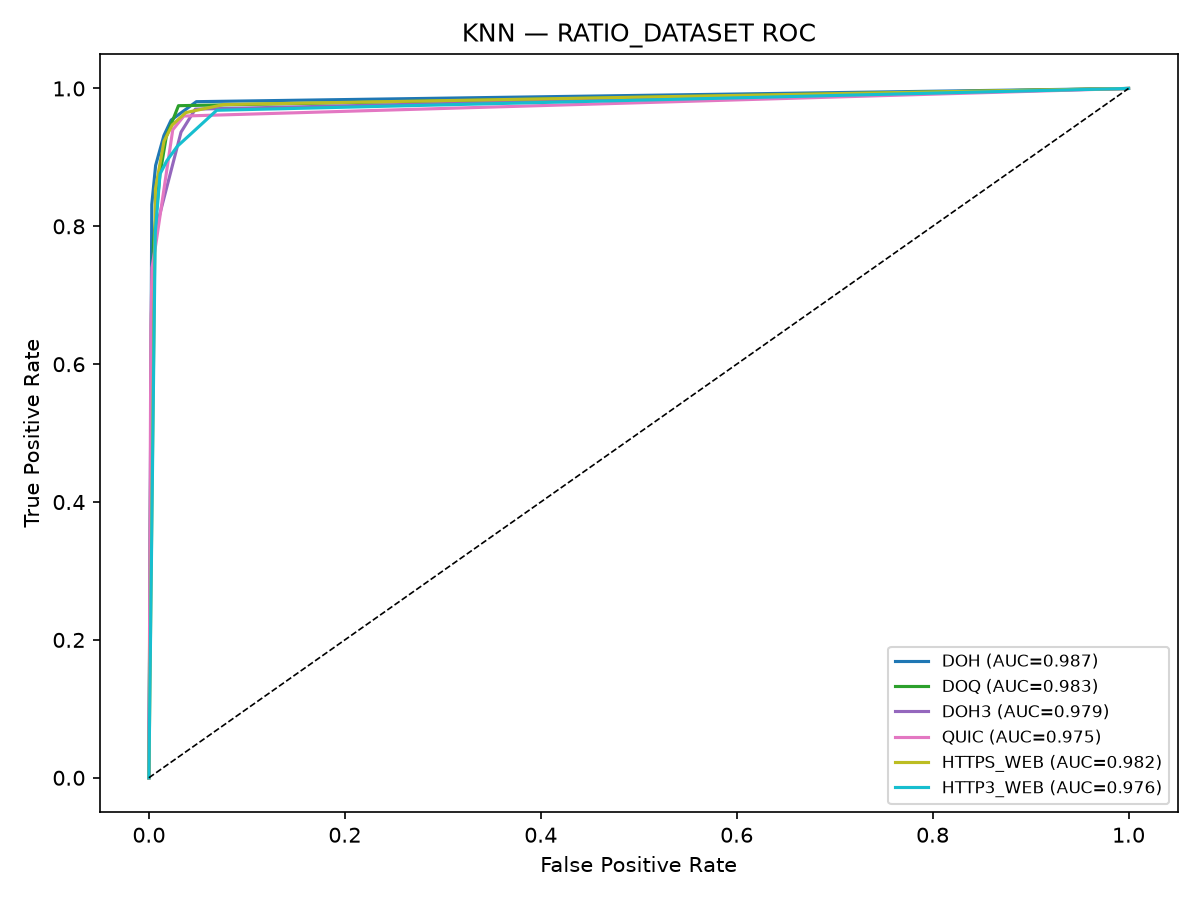 KNN — RATIO_DATASET ROC
1.0
0.8
0.6
0.4
0.2
0.0
True Positive Rate
0.0 0.2 0.4 0.6 0.8 1.0
False Positive Rate
DOH (AUC=0.987)
DOQ (AUC=0.983)
DOH3 (AUC=0.979)
QUIC (AUC=0.975)
HTTPS_WEB (AUC=0.982)
HTTP3_WEB (AUC=0.976)